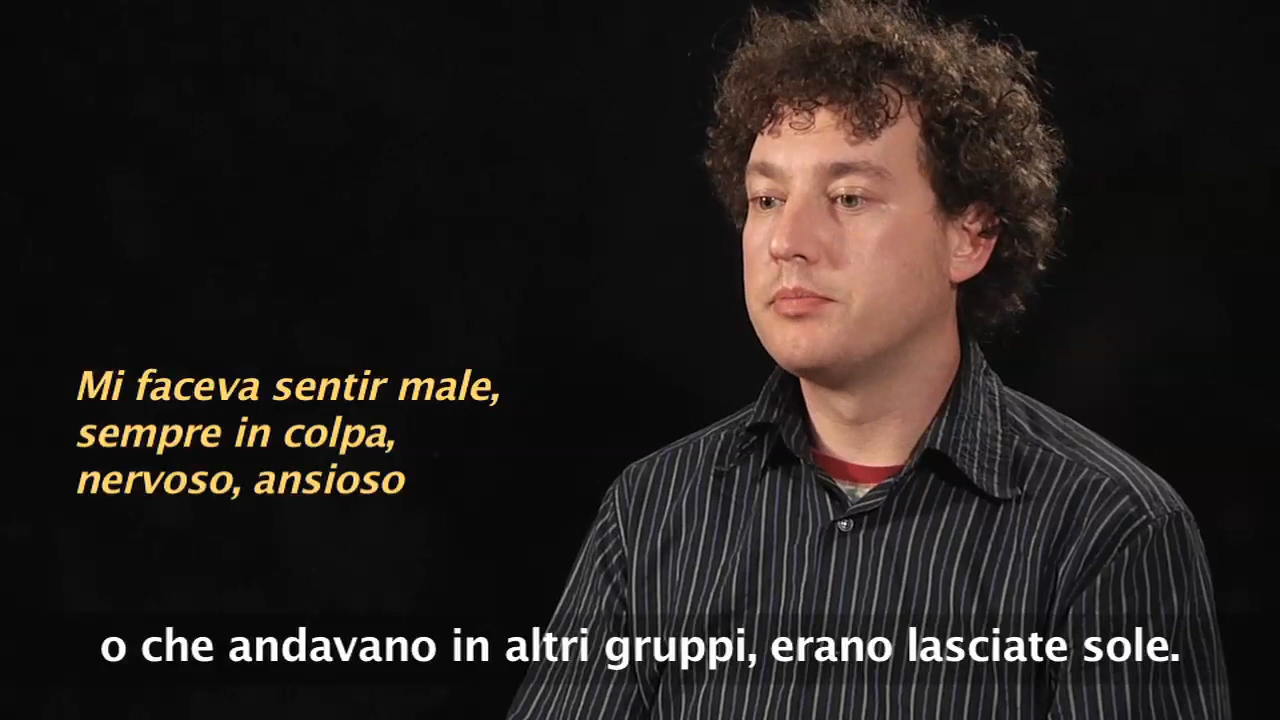 Mi faceva sentir male,
sempre in colpa,
nervoso, ansioso
o che andavano in altri gruppi, erano lasciate sole.